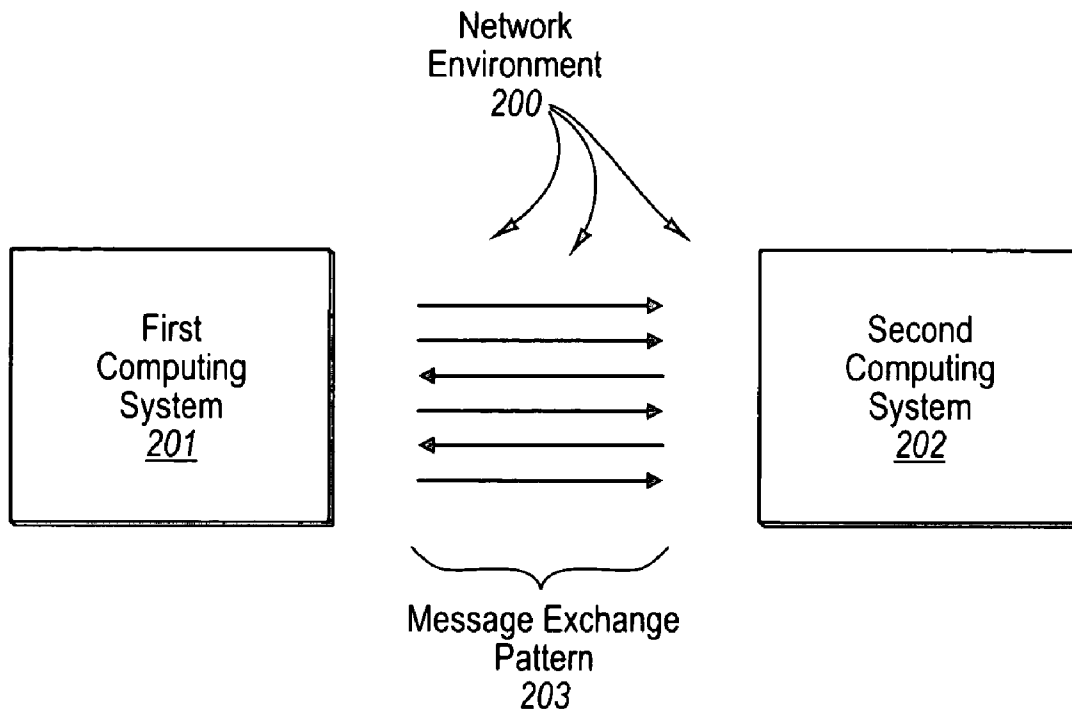 Network
Environment
200
First
Computing
System
201
Second
Computing
System
202
Message Exchange
Pattern
203